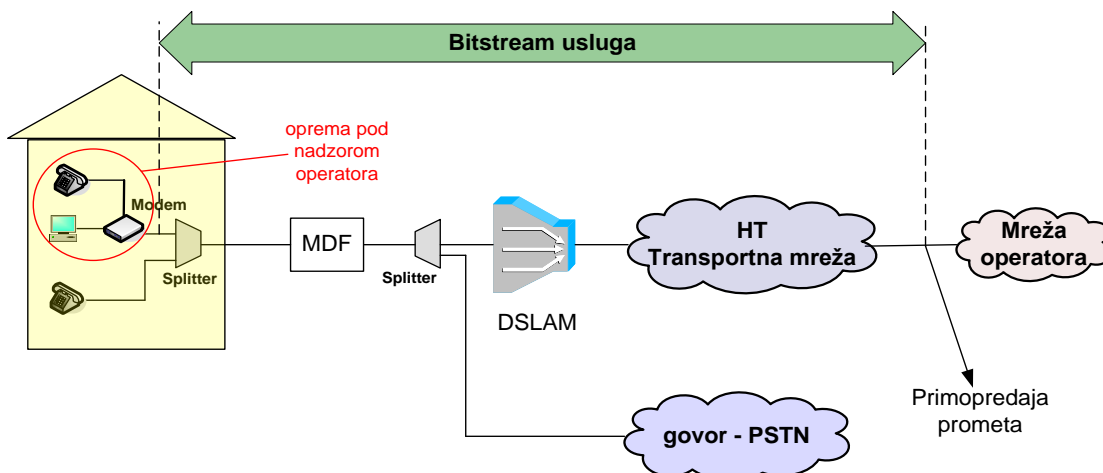 Bitstream usluga
oprema pod
nadzorom
operatora
Modem
Splitter
MDF
Splitter
DSLAM
HT
Transportna mreža
Mreža
operatora
Primopredaja
prometa
govor - PSTN